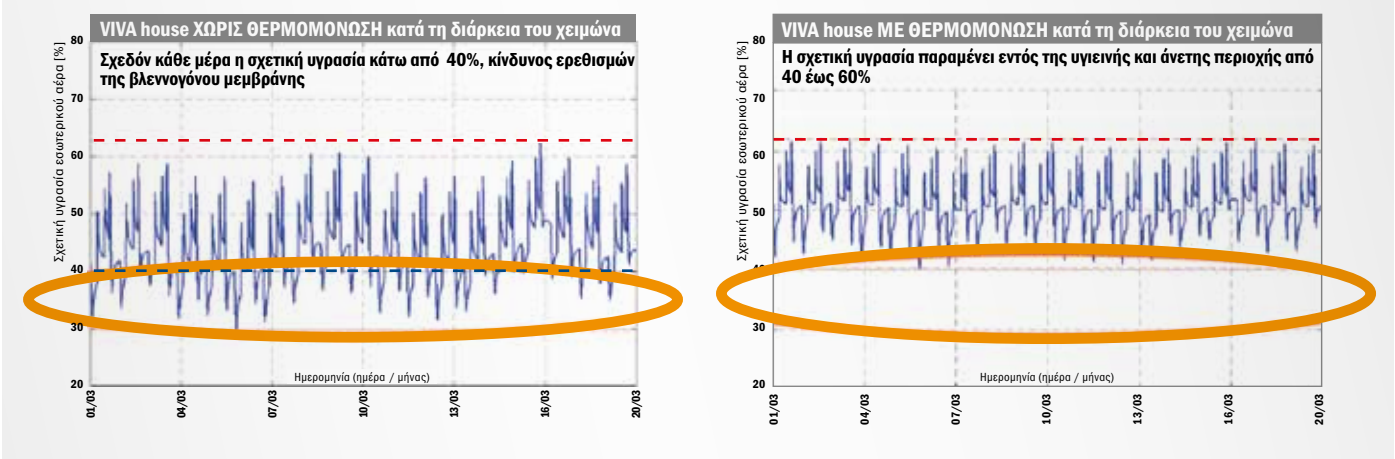 VIVA house ΧΩΡΙΣ ΘΕΡΜΟΜΟΝΩΣΗ κατά τη διάρκεια του χειμώνα
Σχεδόν κάθε μέρα η σχετική υγρασία κάτω από 40%, κίνδυνος ερεθισμών
της βλεννογόνου μεμβράνης
Σχετική υγρασία εσωτερικού αέρα [%]
80
70
60
50
40
30
20
Ημερομηνία (ημέρα / μήνας)
01/03
04/03
07/03
10/03
13/03
16/03
20/03
VIVA house ΜΕ ΘΕΡΜΟΜΟΝΩΣΗ κατά τη διάρκεια του χειμώνα
Η σχετική υγρασία παραμένει εντός της υγιεινής και άνετης περιοχής από
40 έως 60%
Σχετική υγρασία εσωτερικού αέρα [%]
80
70
60
50
40
30
20
Ημερομηνία (ημέρα / μήνας)
01/03
04/03
07/03
10/03
13/03
16/03
20/03